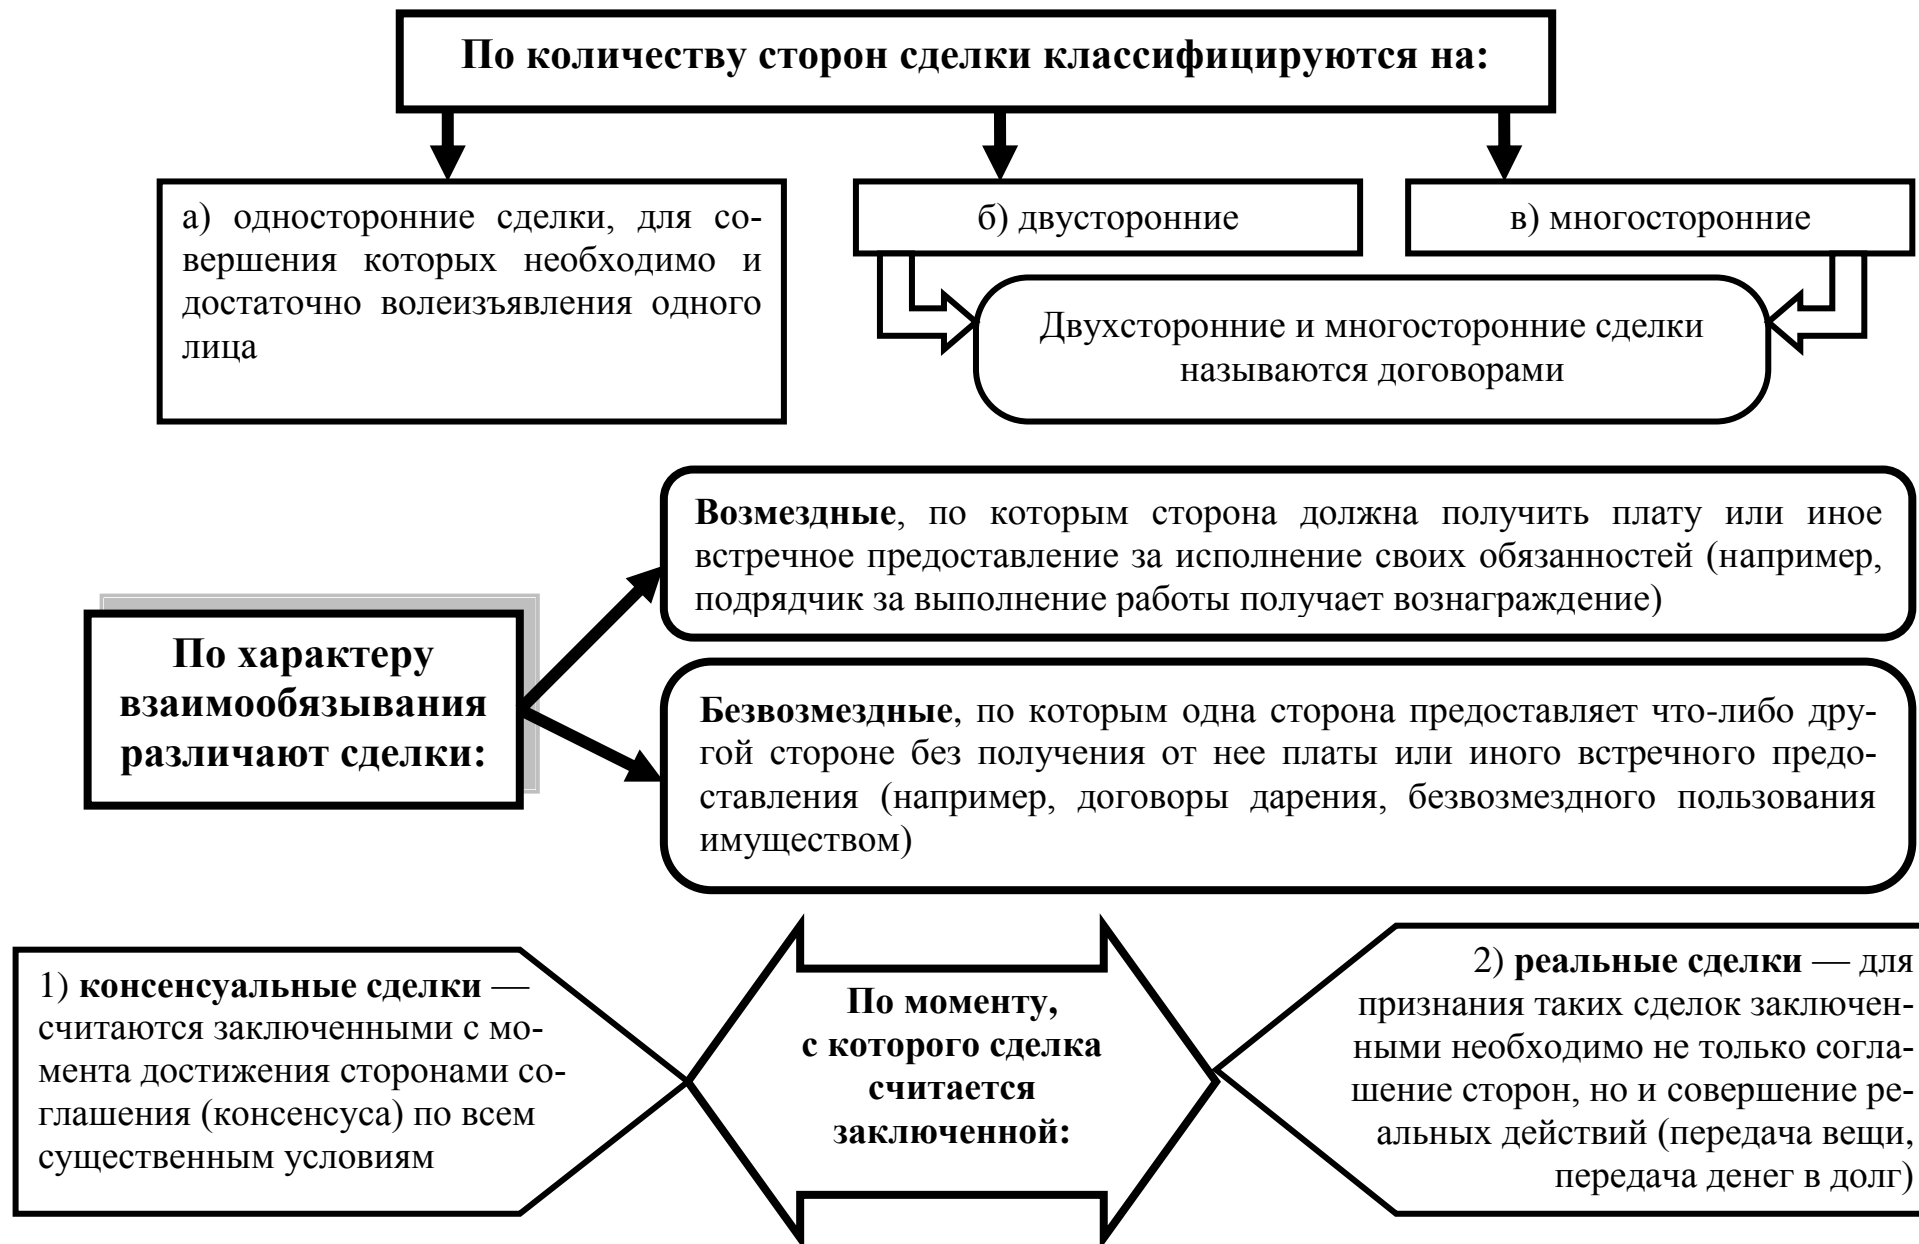 По количеству сторон сделки классифицируются на:
а) односторонние сделки, для со-
вершения которых необходимо и
достаточно волеизъявления одного
лица
б) двусторонние
в) многосторонние
Двухсторонние и многосторонние сделки
называются договорами
По характеру
взаимообязывания
различают сделки:
Возмездные, по которым сторона должна получить плату или иное
встречное предоставление за исполнение своих обязанностей (например,
подрядчик за выполнение работы получает вознаграждение)
Безвозмездные, по которым одна сторона предоставляет что-либо дру-
гой стороне без получения от нее платы или иного встречного предо-
ставления (например, договоры дарения, безвозмездного пользования
имуществом)
1) консенсуальные сделки —
считаются заключенными с мо-
мента достижения сторонами со-
глашения (консенсуса) по всем
существенным условиям
По моменту,
с которого сделка
считается
заключенной:
2) реальные сделки — для
признания таких сделок заключен-
ными необходимо не только согла-
шение сторон, но и совершение ре-
альных действий (передача вещи,
передача денег в долг)